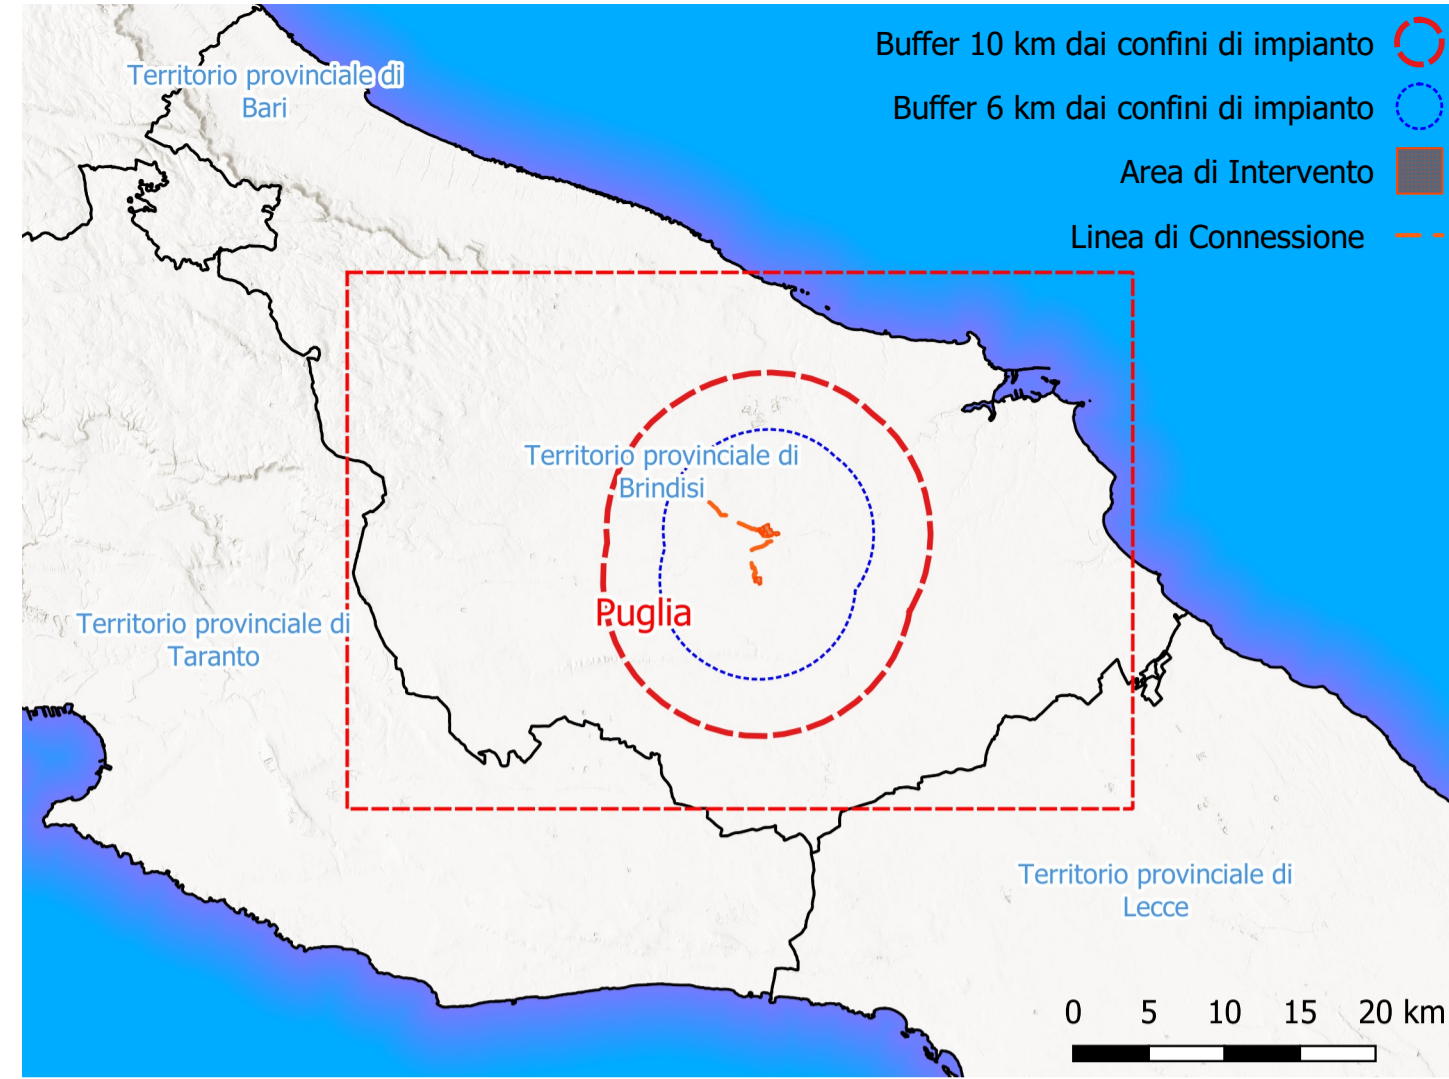 Buffer 10 km dai confini di impianto
Buffer 6 km dai confini di impianto
Area di Intervento
Linea di Connessione
Territorio provinciale di
Bari
Territorio provinciale di
Brindisi
Puglia
Territorio provinciale di
Taranto
Territorio provinciale di
Lecce
0 5 10 15 20 km